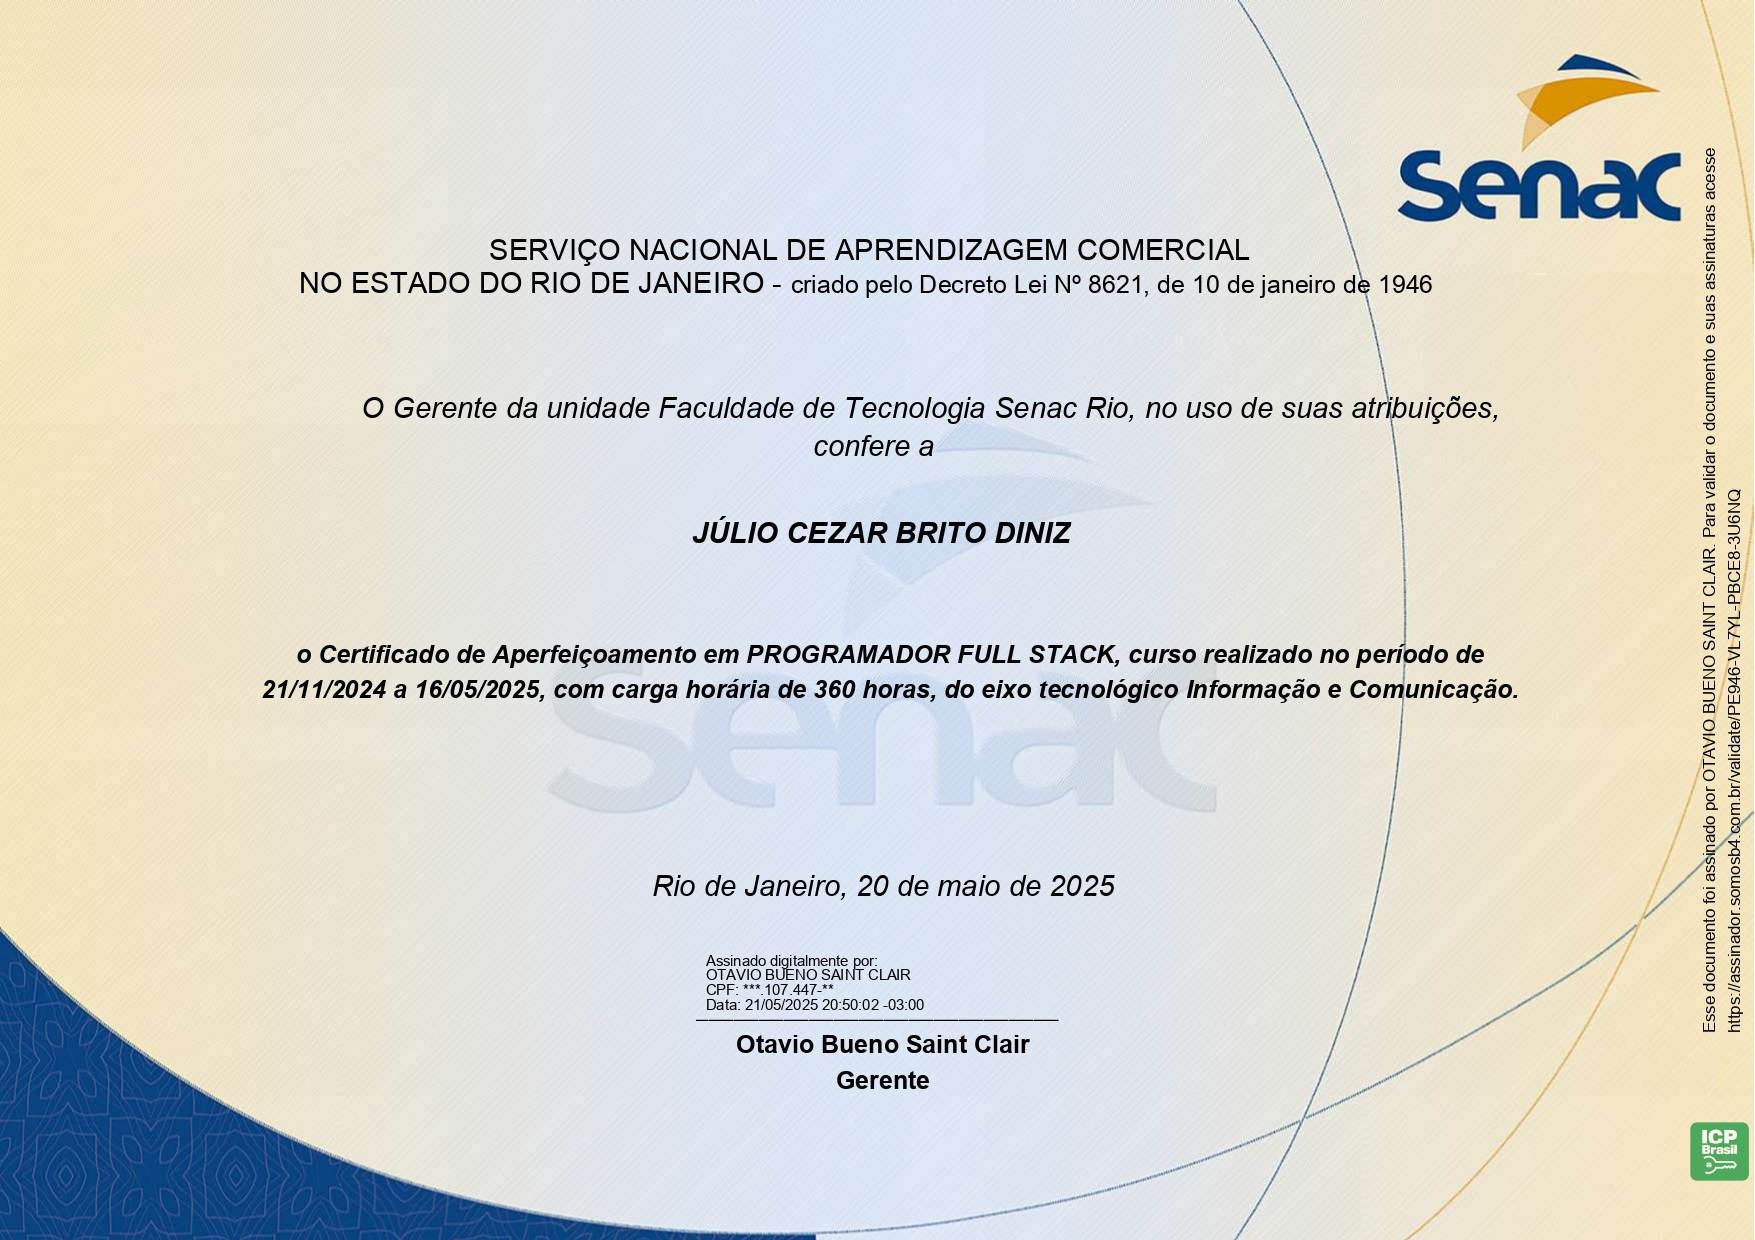 Senac
SERVIÇO NACIONAL DE APRENDIZAGEM COMERCIAL
NO ESTADO DO RIO DE JANEIRO - criado pelo Decreto Lei Nº 8621, de 10 de janeiro de 1946
O Gerente da unidade Faculdade de Tecnologia Senac Rio, no uso de suas atribuições,
confere a
JÚLIO CEZAR BRITO DINIZ
o Certificado de Aperfeiçoamento em PROGRAMADOR FULL STACK, curso realizado no período de
21/11/2024 a 16/05/2025, com carga horária de 360 horas, do eixo tecnológico Informação e Comunicação.
Senac
Rio de Janeiro, 20 de maio de 2025
Assinado digitalmente por:
OTAVIO BUENO SAINT CLAIR
CPF: ***.107.447-**
Data: 21/05/2025 20:50:02 -03:00
Otavio Bueno Saint Clair
Gerente
Esse documento foi assinado por OTAVIO BUENO SAINT CLAIR. Para validar o documento e suas assinaturas acesse
https://assinador.somosb4.com.br/validate/PE946-VL7YL-PBCE8-3U6NQ
ICP
Brasil